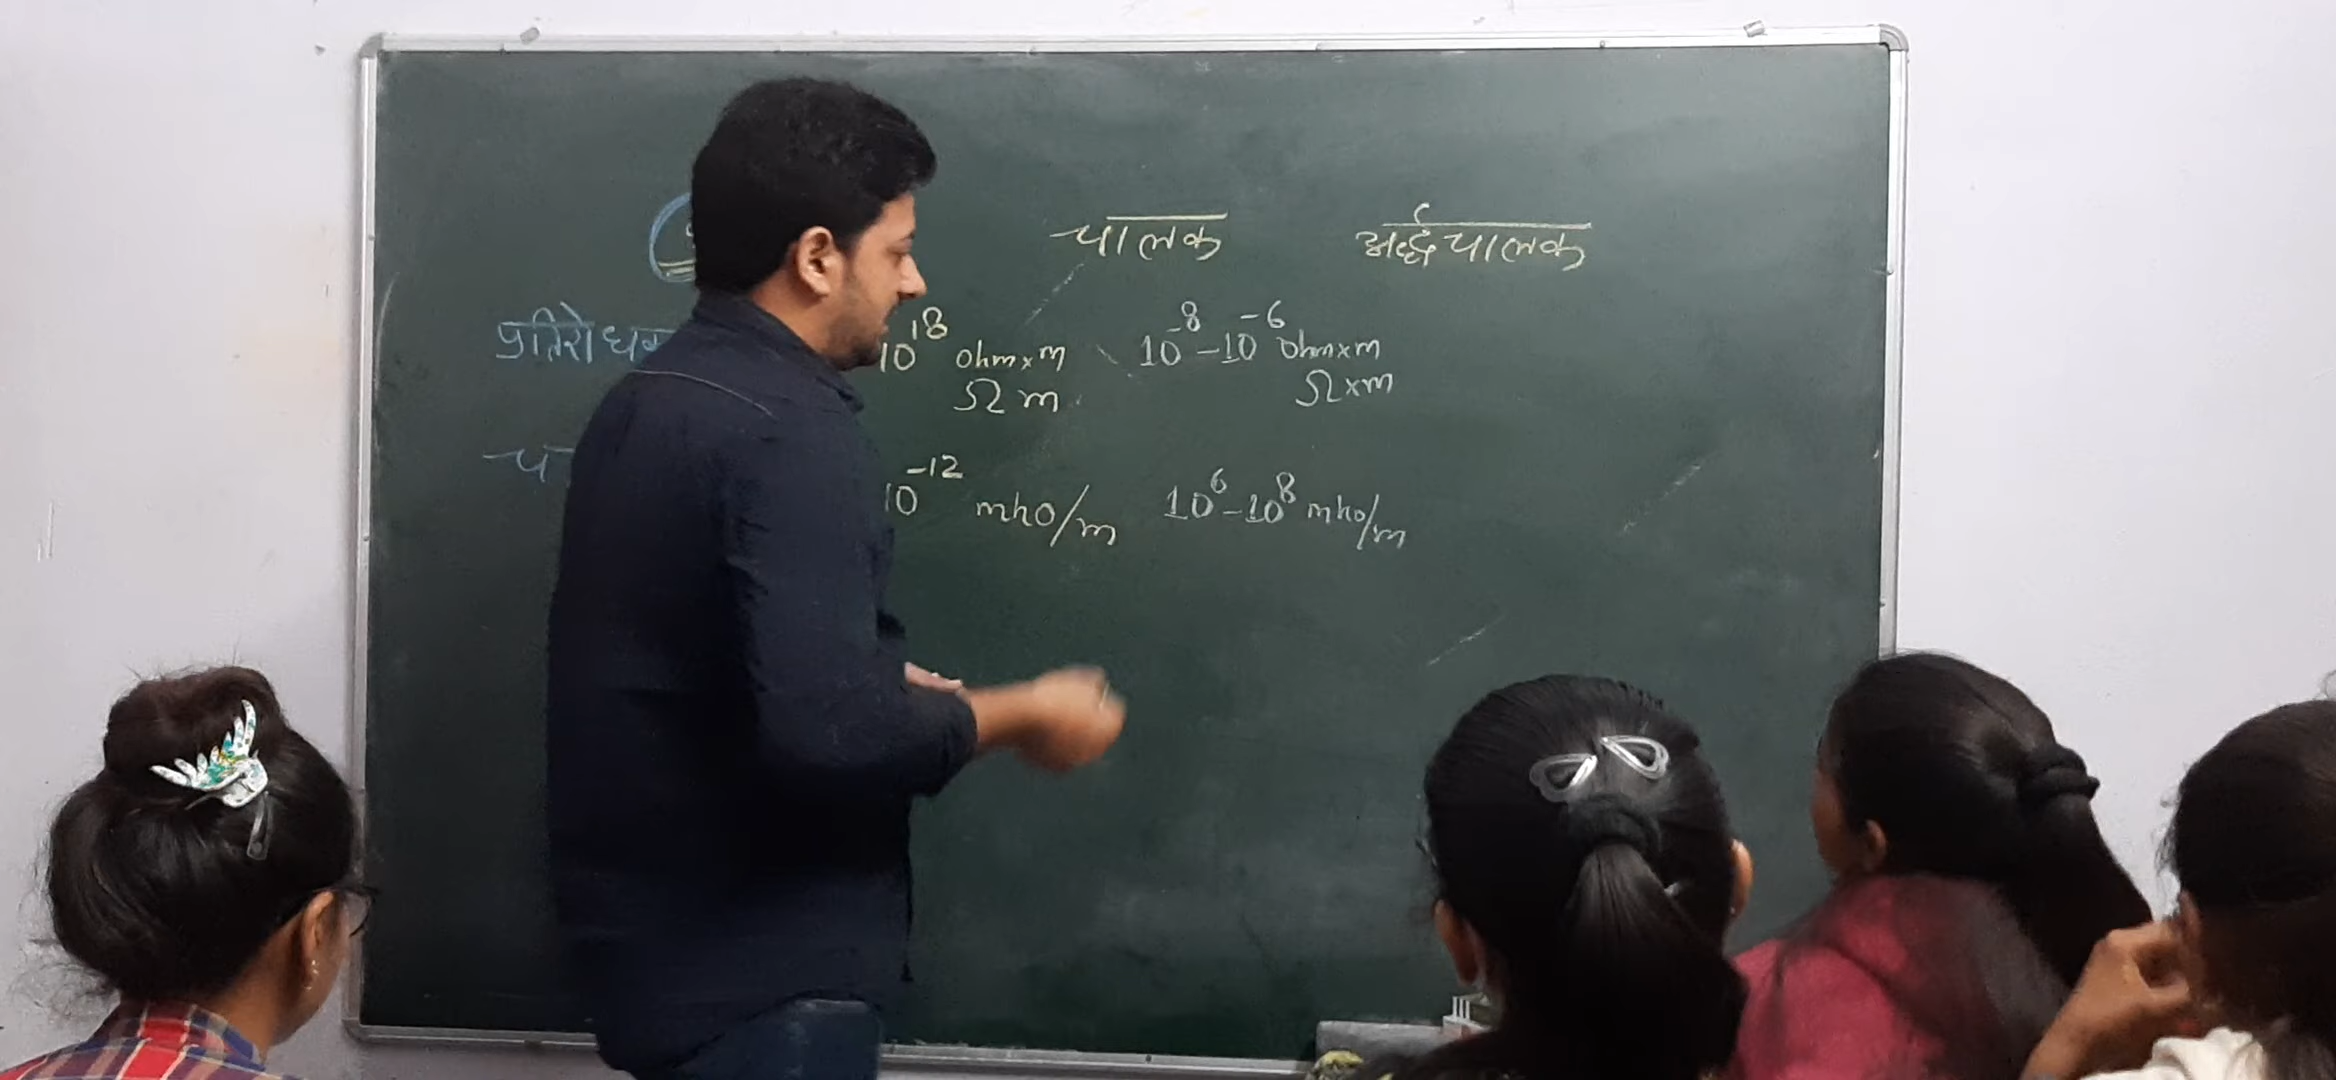 चालक अर्द्धचालक
10^18 ohm×m 10^-8 - 10^-6 ohm×m
Ωm Ω×m
10^-12 mho/m 10^6 - 10^8 mho/m